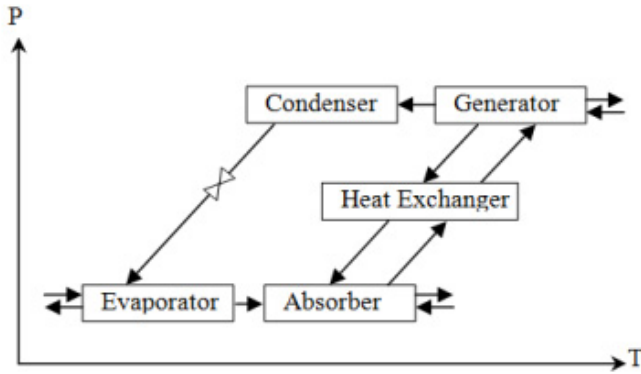 P
Condenser
Generator
Heat Exchanger
Evaporator
Absorber
T